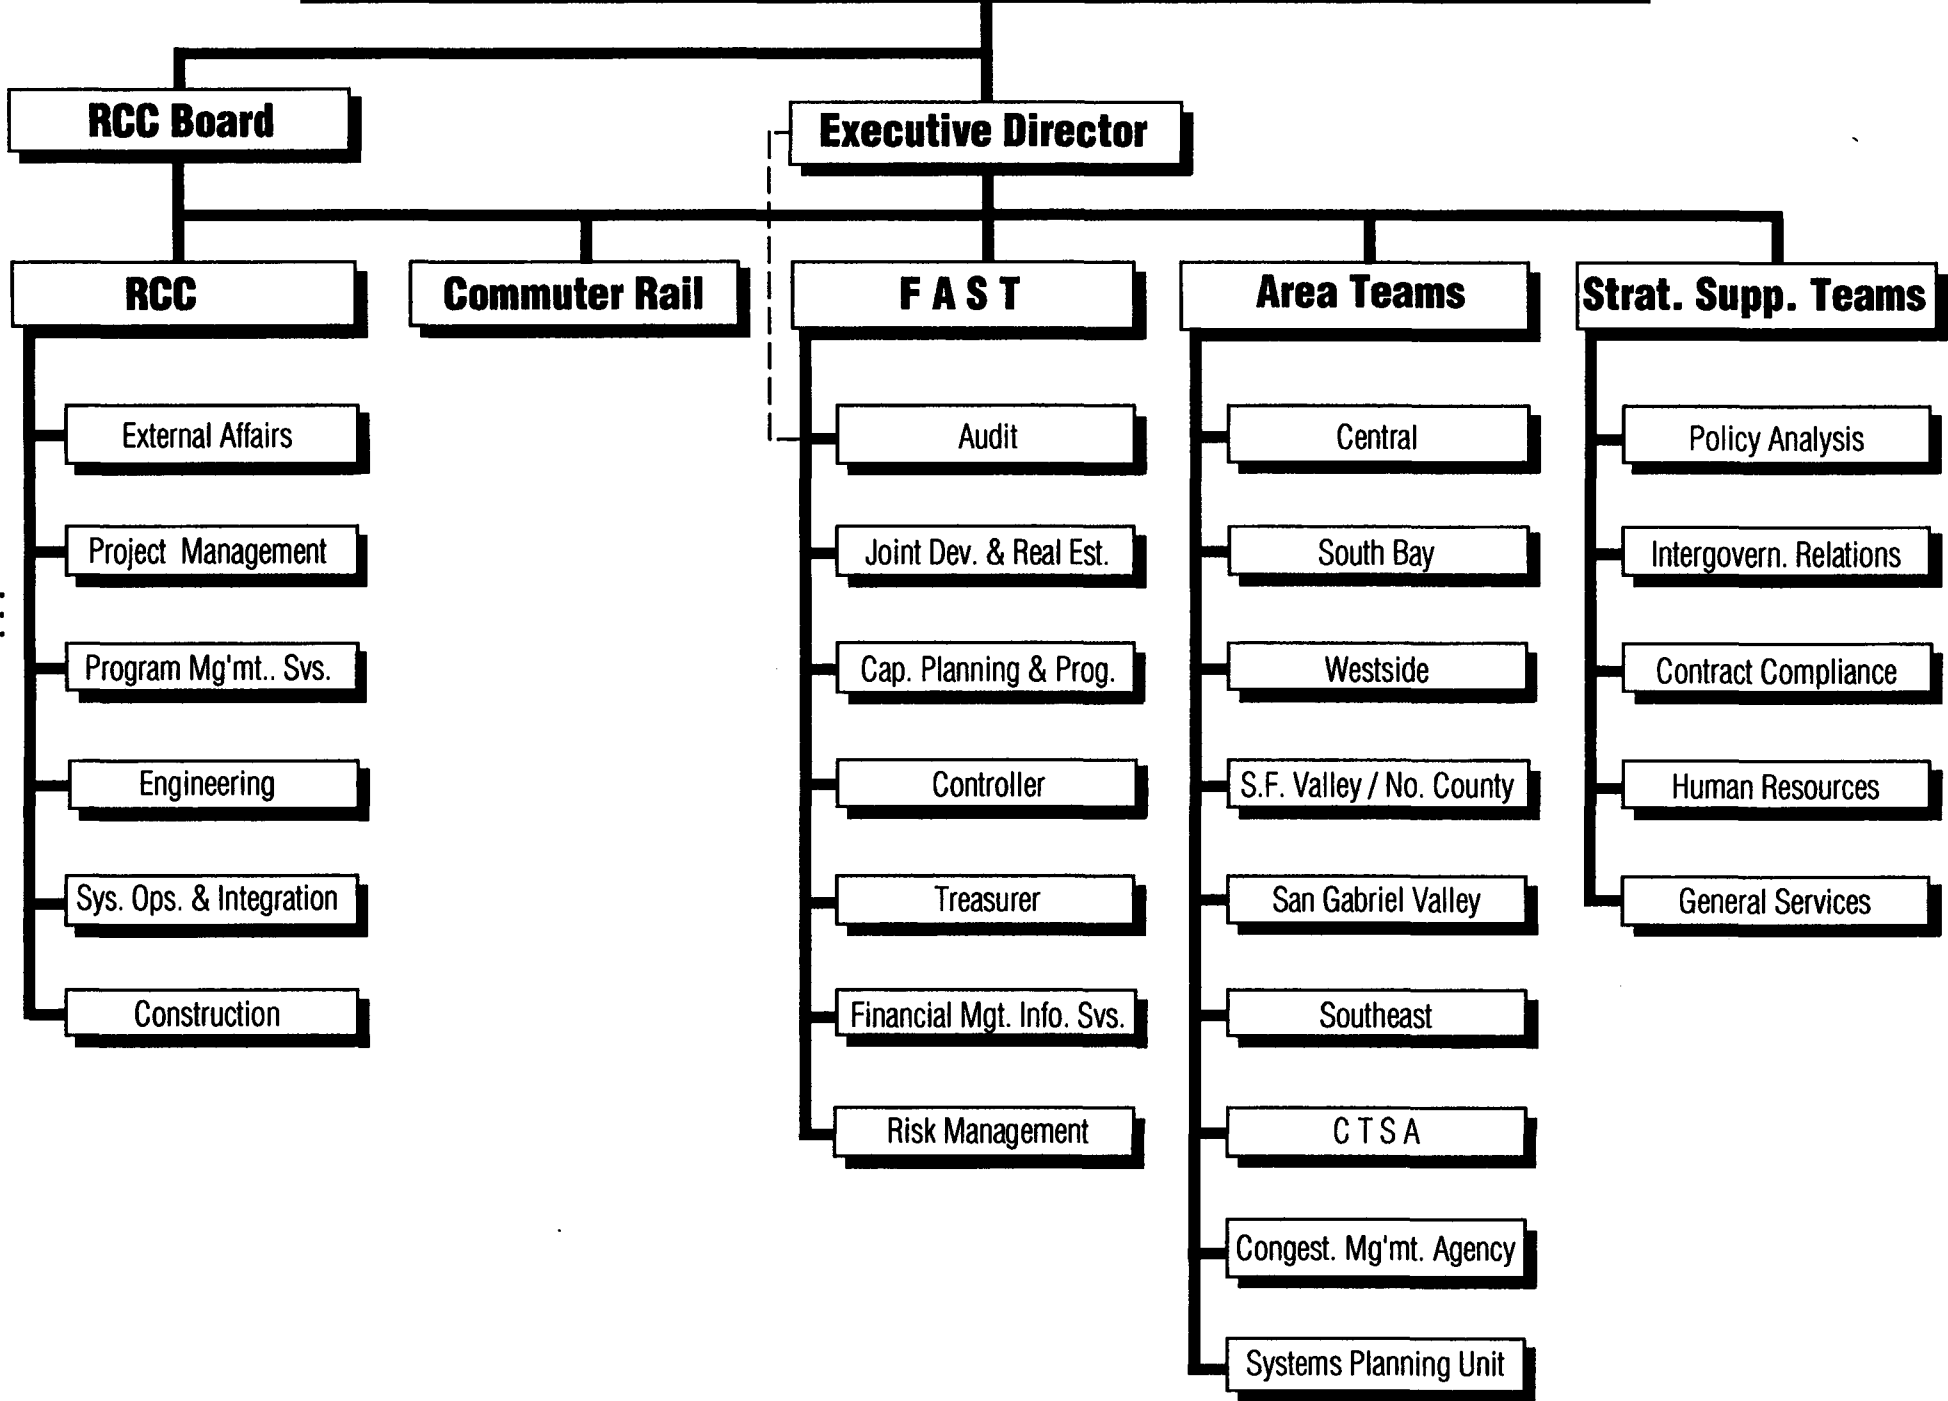 RCC Board
Executive Director
RCC
Commuter Rail
F A S T
Area Teams
Strat. Supp. Teams
External Affairs
Project Management
Program Mg'mt.. Svs.
Engineering
Sys. Ops. & Integration
Construction
Audit
Joint Dev. & Real Est.
Cap. Planning & Prog.
Controller
Treasurer
Financial Mgt. Info. Svs.
Risk Management
Central
South Bay
Westside
S.F. Valley / No. County
San Gabriel Valley
Southeast
C T S A
Congest. Mg'mt. Agency
Systems Planning Unit
Policy Analysis
Intergovern. Relations
Contract Compliance
Human Resources
General Services